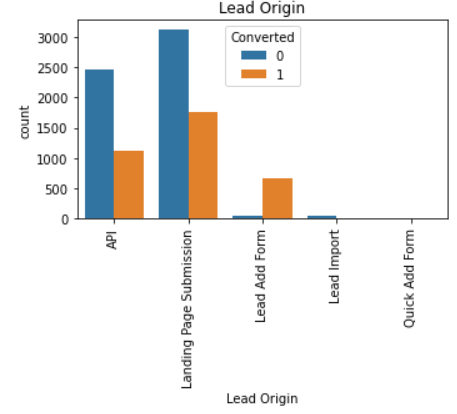 Lead Origin
Converted
0
1
3000
2500
2000
1500
1000
500
0
count
API
Landing Page Submission
Lead Add Form
Lead Import
Quick Add Form
Lead Origin